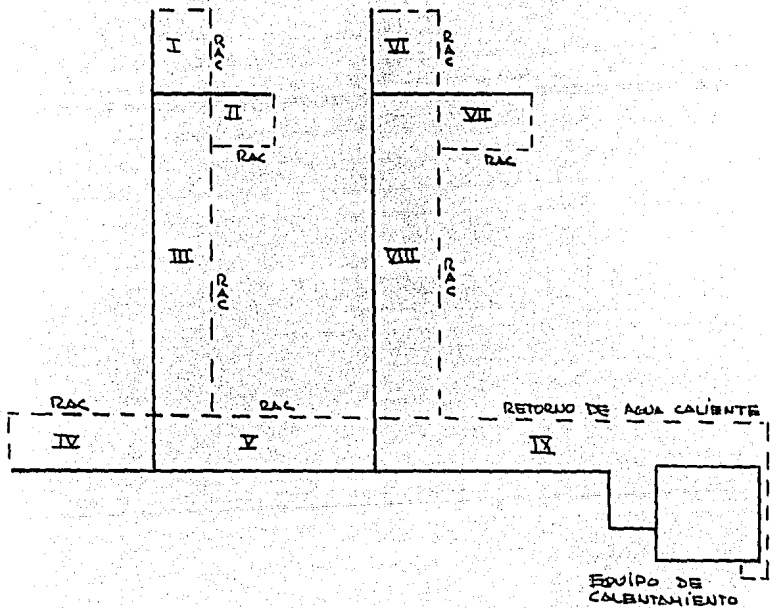 I
RAC
VI
RAC
II
RAC
VII
RAC
III
RAC
VIII
RAC
RAC
RAC
RETORNO DE AGUA CALIENTE
IV
V
IX
EQUIPO DE
CALENTAMIENTO